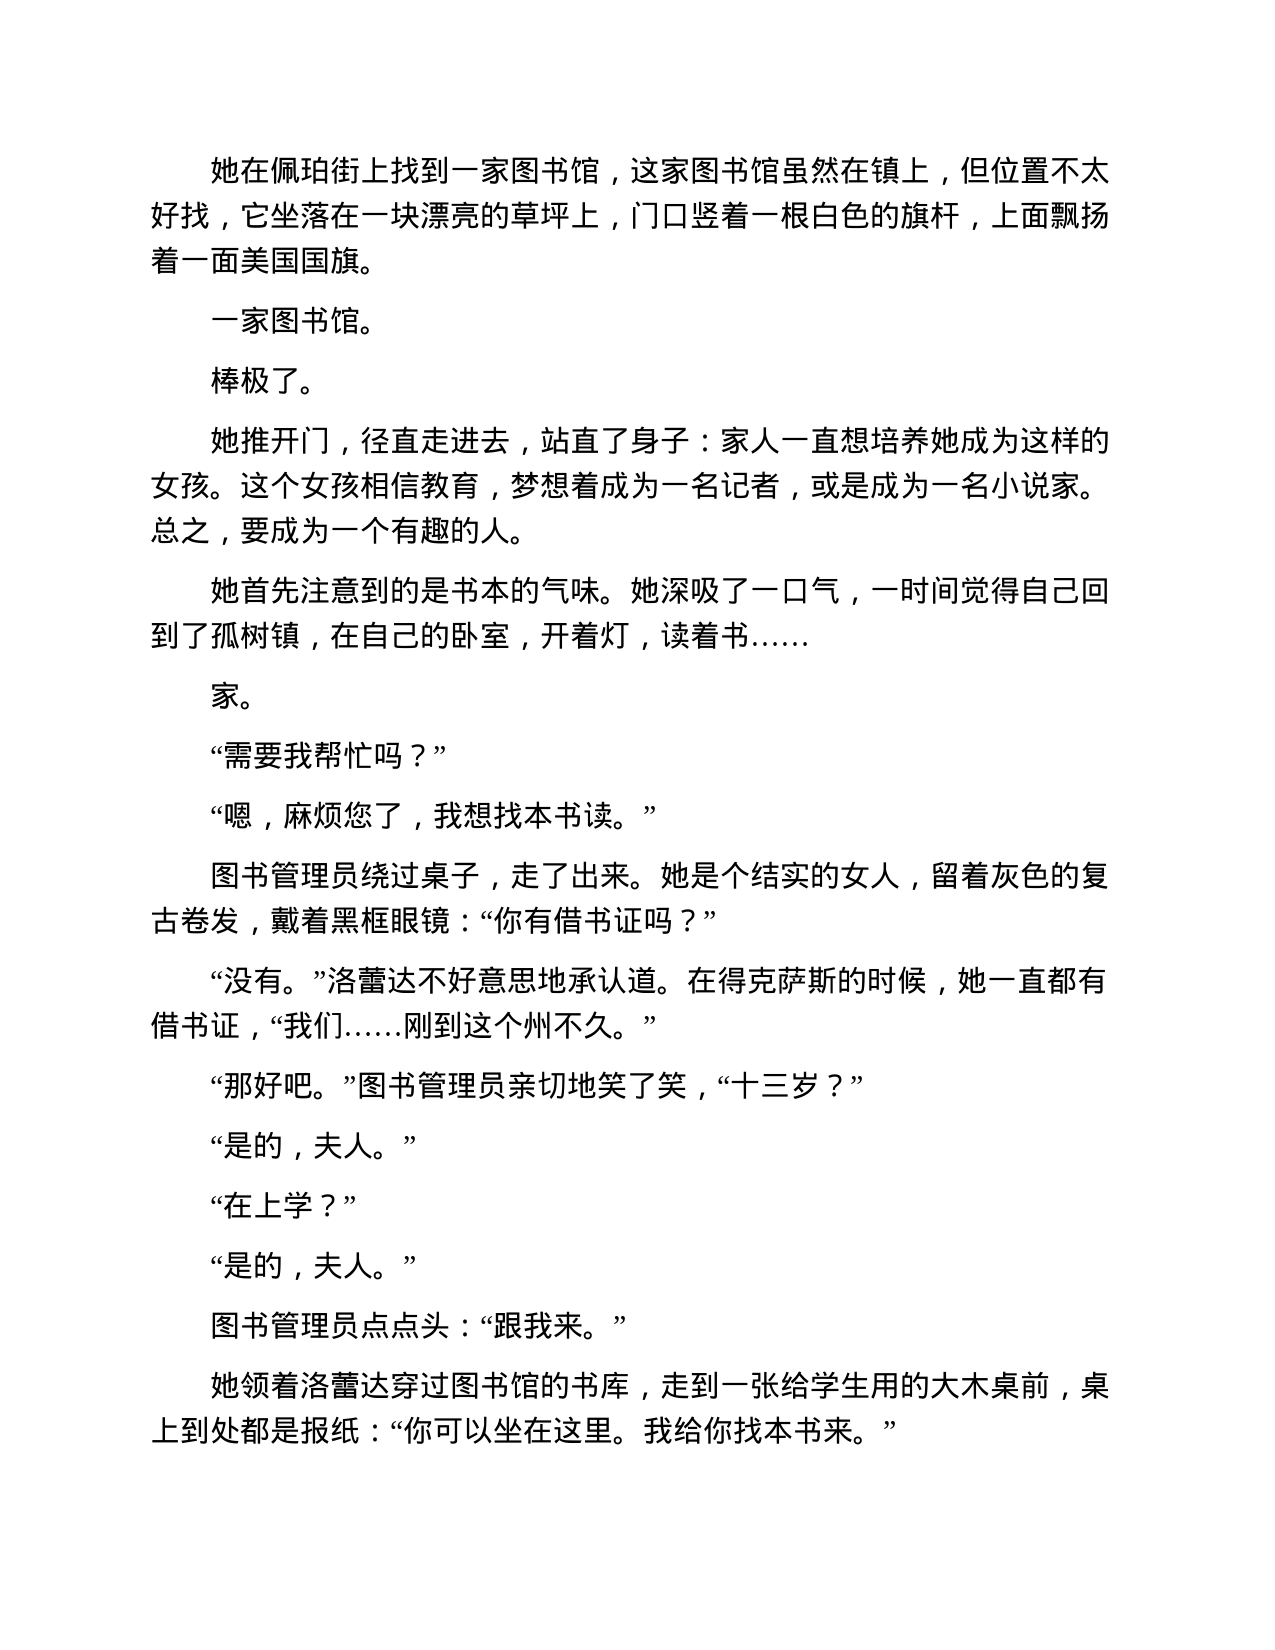 她在佩珀街上找到一家图书馆，这家图书馆虽然在镇上，但位置不太
好找，它坐落在一块漂亮的草坪上，门口竖着一根白色的旗杆，上面飘扬
着一面美国国旗。
一家图书馆。
棒极了。
她推开门，径直走进去，站直了身子：家人一直想培养她成为这样的
女孩。这个女孩相信教育，梦想着成为一名记者，或是成为一名小说家。
总之，要成为一个有趣的人。
她首先注意到的是书本的气味。她深吸了一口气，一时间觉得自己回
到了孤树镇，在自己的卧室，开着灯，读着书……
家。
“需要我帮忙吗？”
“嗯，麻烦您了，我想找本书读。”
图书管理员绕过桌子，走了出来。她是个结实的女人，留着灰色的复
古卷发，戴着黑框眼镜：“你有借书证吗？”
“没有。”洛蕾达不好意思地承认道。在得克萨斯的时候，她一直都有
借书证，“我们……刚到这个州不久。”
“那好吧。”图书管理员亲切地笑了笑，“十三岁？”
“是的，夫人。”
“在上学？”
“是的，夫人。”
图书管理员点点头：“跟我来。”
她领着洛蕾达穿过图书馆的书库，走到一张给学生用的大木桌前，桌
上到处都是报纸：“你可以坐在这里。我给你找本书来。”